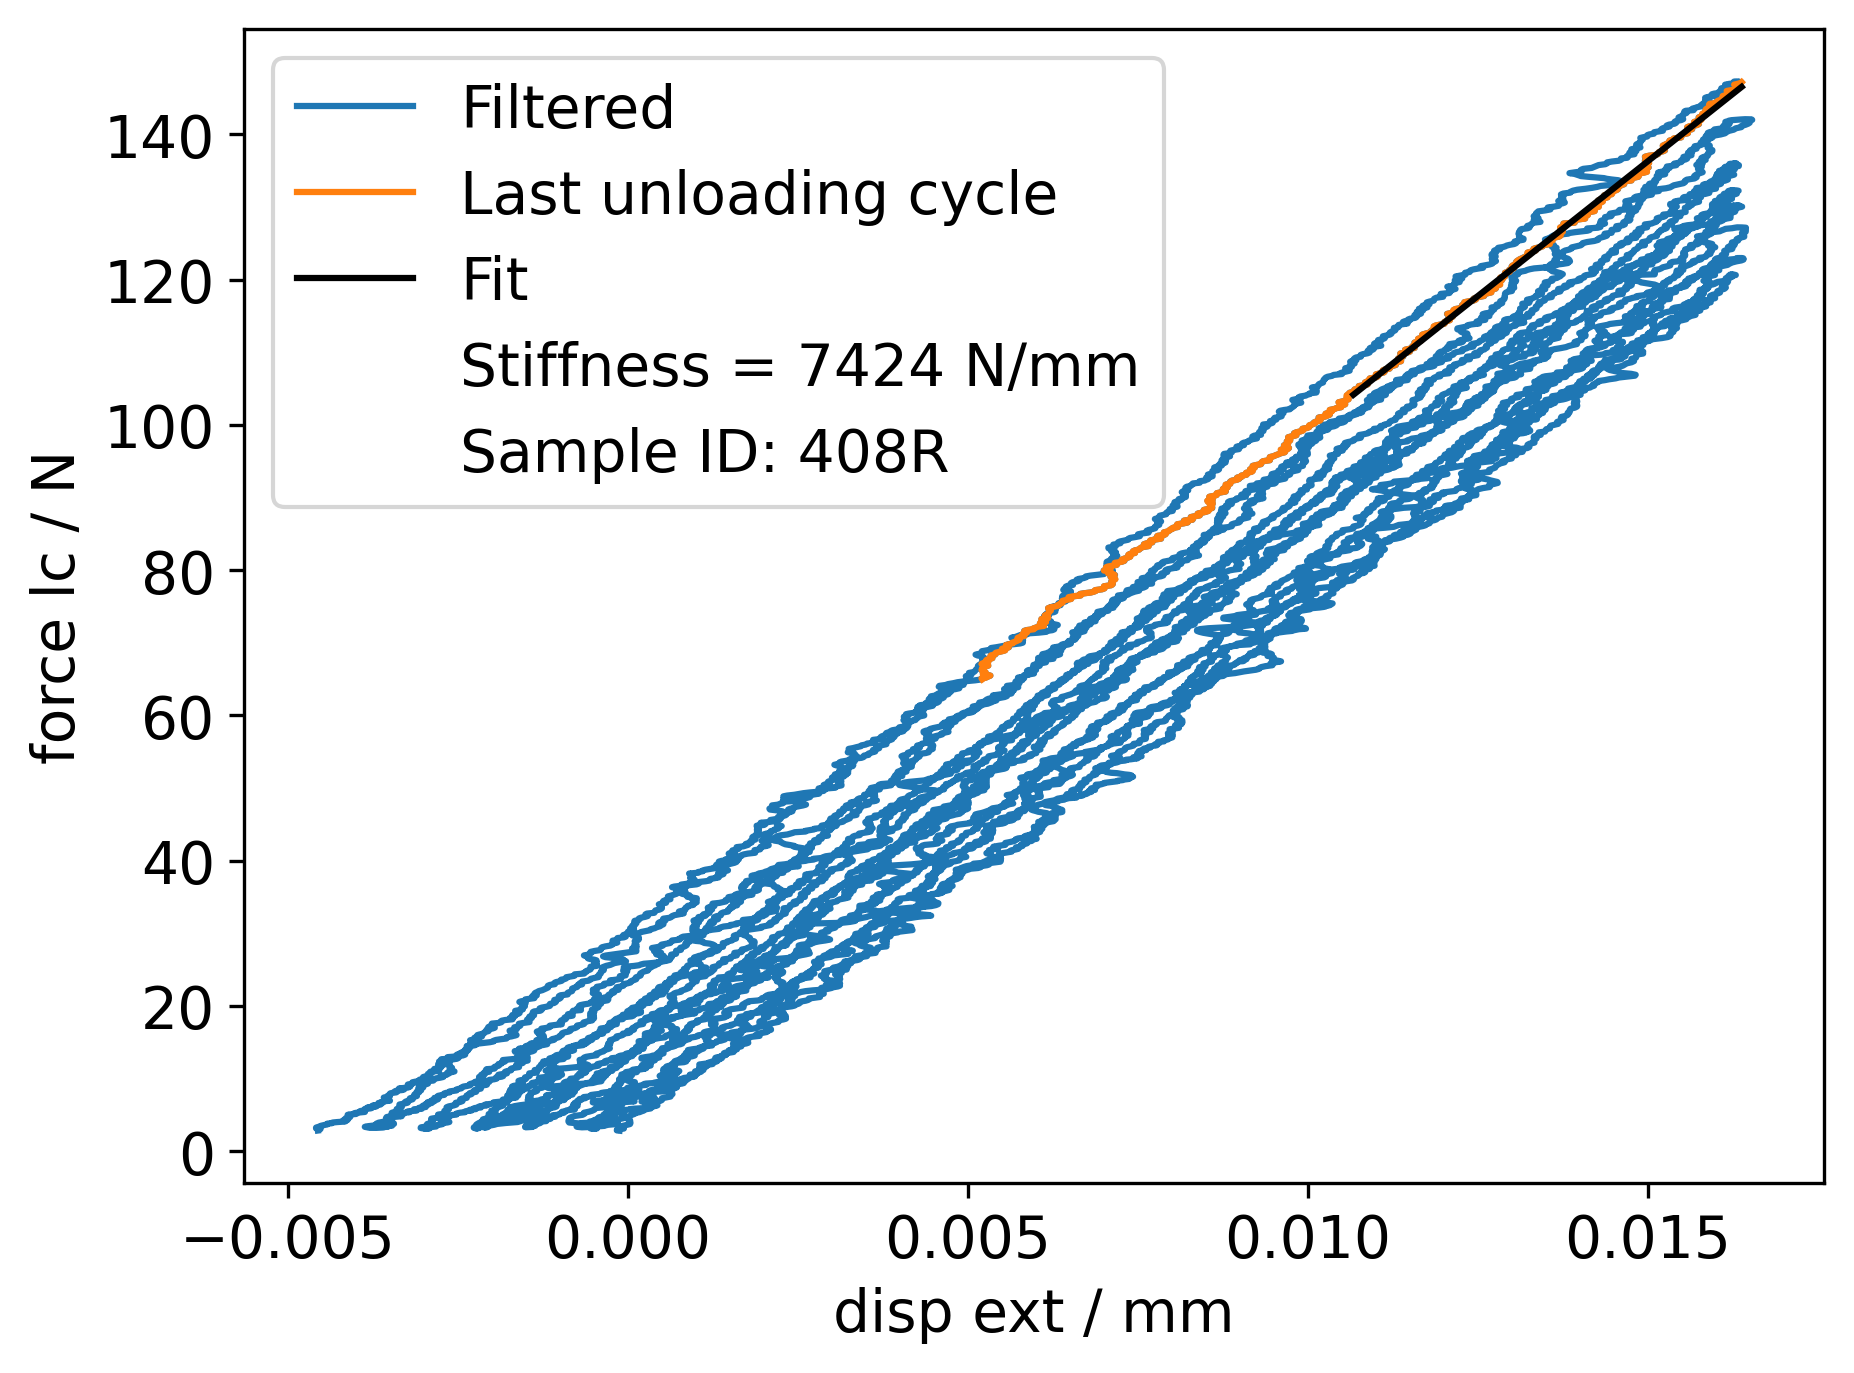 Filtered
Last unloading cycle
Fit
Stiffness = 7424 N/mm
Sample ID: 408R
140
120
100
80
60
40
20
0
force lc / N
−0.005
0.000
0.005
0.010
0.015
disp ext / mm